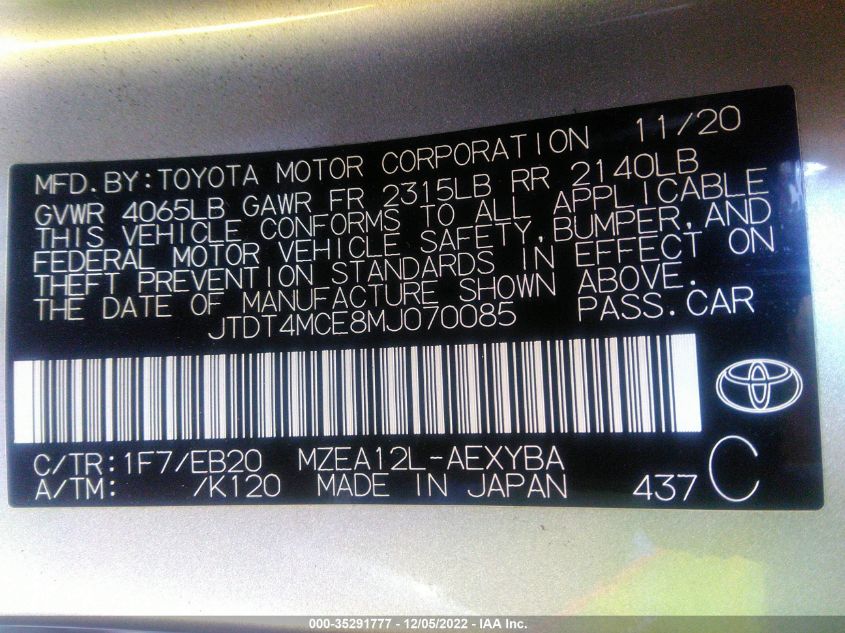 MFD.BY:TOYOTA MOTOR CORPORATION 11/20
GVWR 4065LB GAWR FR 2315LB RR 2140LB
THIS VEHICLE CONFORMS TO ALL APPLICABLE
FEDERAL MOTOR VEHICLE SAFETY,BUMPER,AND
THEFT PREVENTION STANDARDS IN EFFECT ON
THE DATE OF MANUFACTURE SHOWN ABOVE.
JTDT4MCE8MJ070085 PASS.CAR
C/TR:1F7/EB20 MZEA12L-AEXYBA
A/TM: /K120 MADE IN JAPAN 437 C
000-35291777 - 12/05/2022 - IAA Inc.